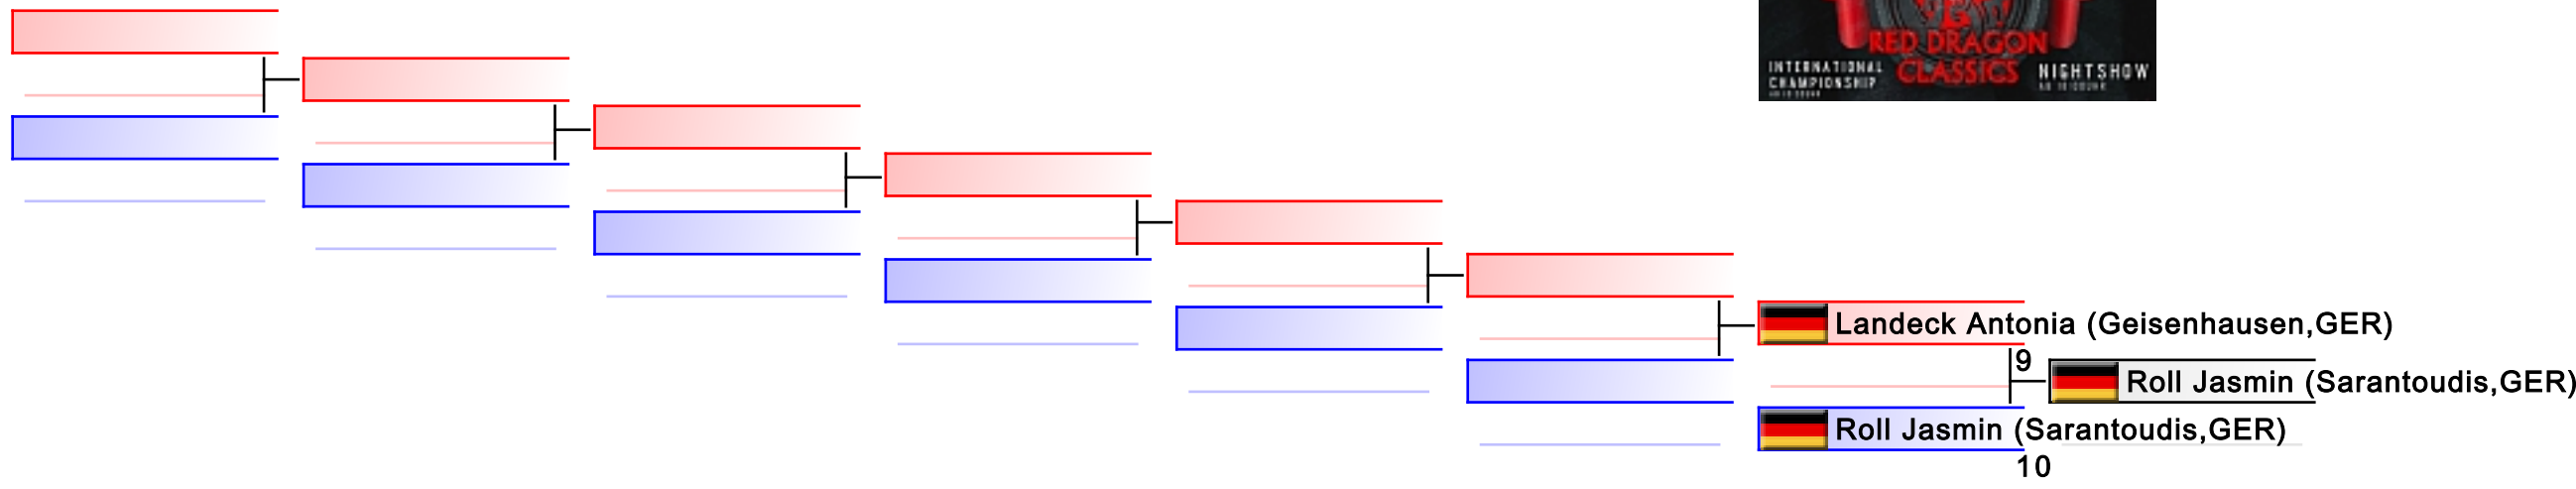 RED DRAGON
CLASSICS
INTERNATIONAL
CHAMPIONSHIP
NIGHTSHOW
Landeck Antonia (Geisenhausen,GER)
9
Roll Jasmin (Sarantoudis,GER)
Roll Jasmin (Sarantoudis,GER)
10